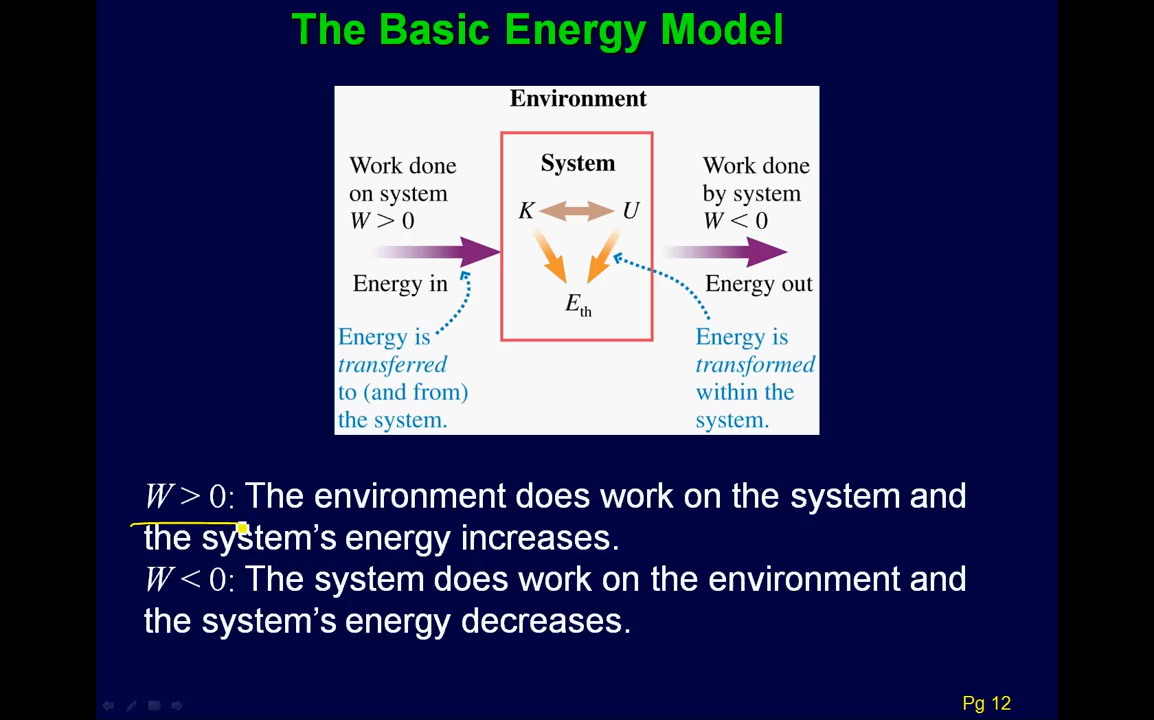 The Basic Energy Model
Environment
Work done
on system
W > 0
Energy in
Energy is
transferred
to (and from)
the system.
System
K
U
Eth
Work done
by system
W < 0
Energy out
Energy is
transformed
within the
system.
W > 0: The environment does work on the system and
the system’s energy increases.
W < 0: The system does work on the environment and
the system’s energy decreases.
Pg 12